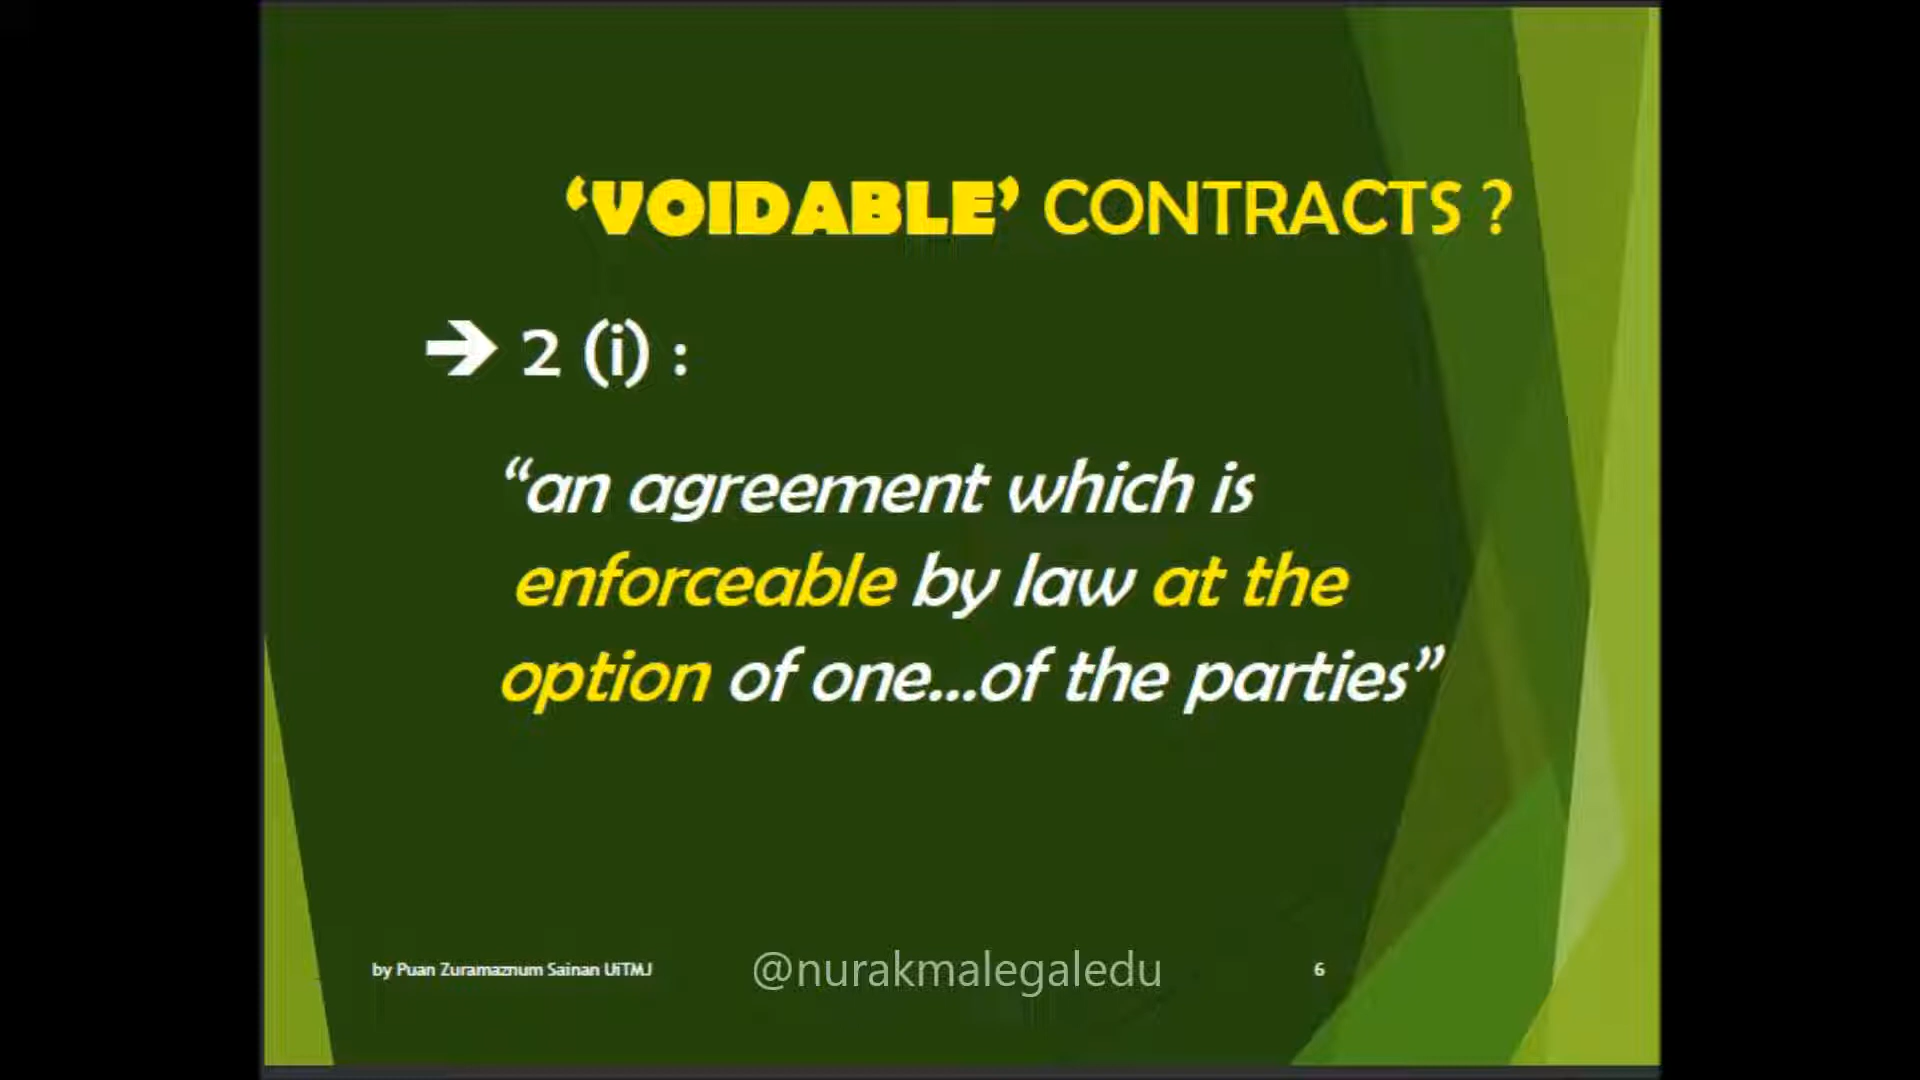 ‘VOIDABLE’ CONTRACTS ?
➔ 2 (i) :
“an agreement which is
enforceable by law at the
option of one...of the parties”
by Puan Zuramaznum Sainan UiTMJ
@nurakmalegaledu
6